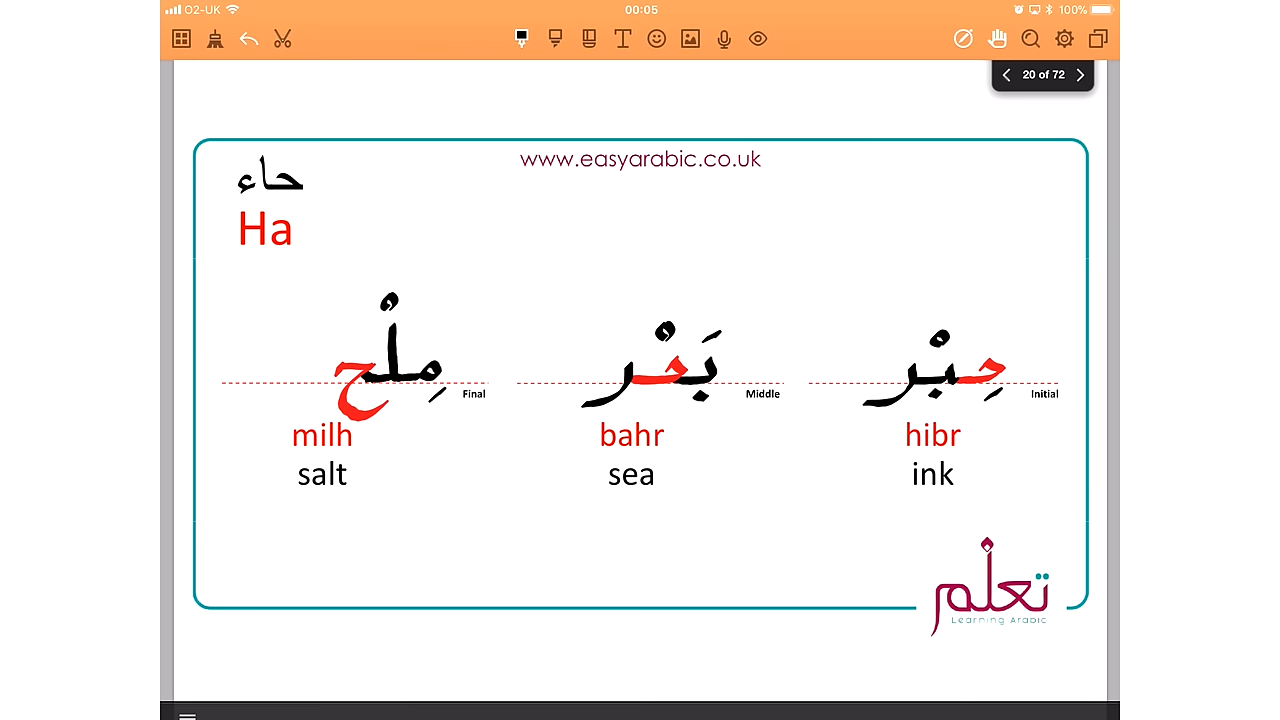 O2-UK 00:05 100%
20 of 72
www.easyarabic.co.uk
حاء
Ha
مِلْح بَحْر حِبْر
Final Middle Initial
milh bahr hibr
salt sea ink
تعلم
Learning Arabic